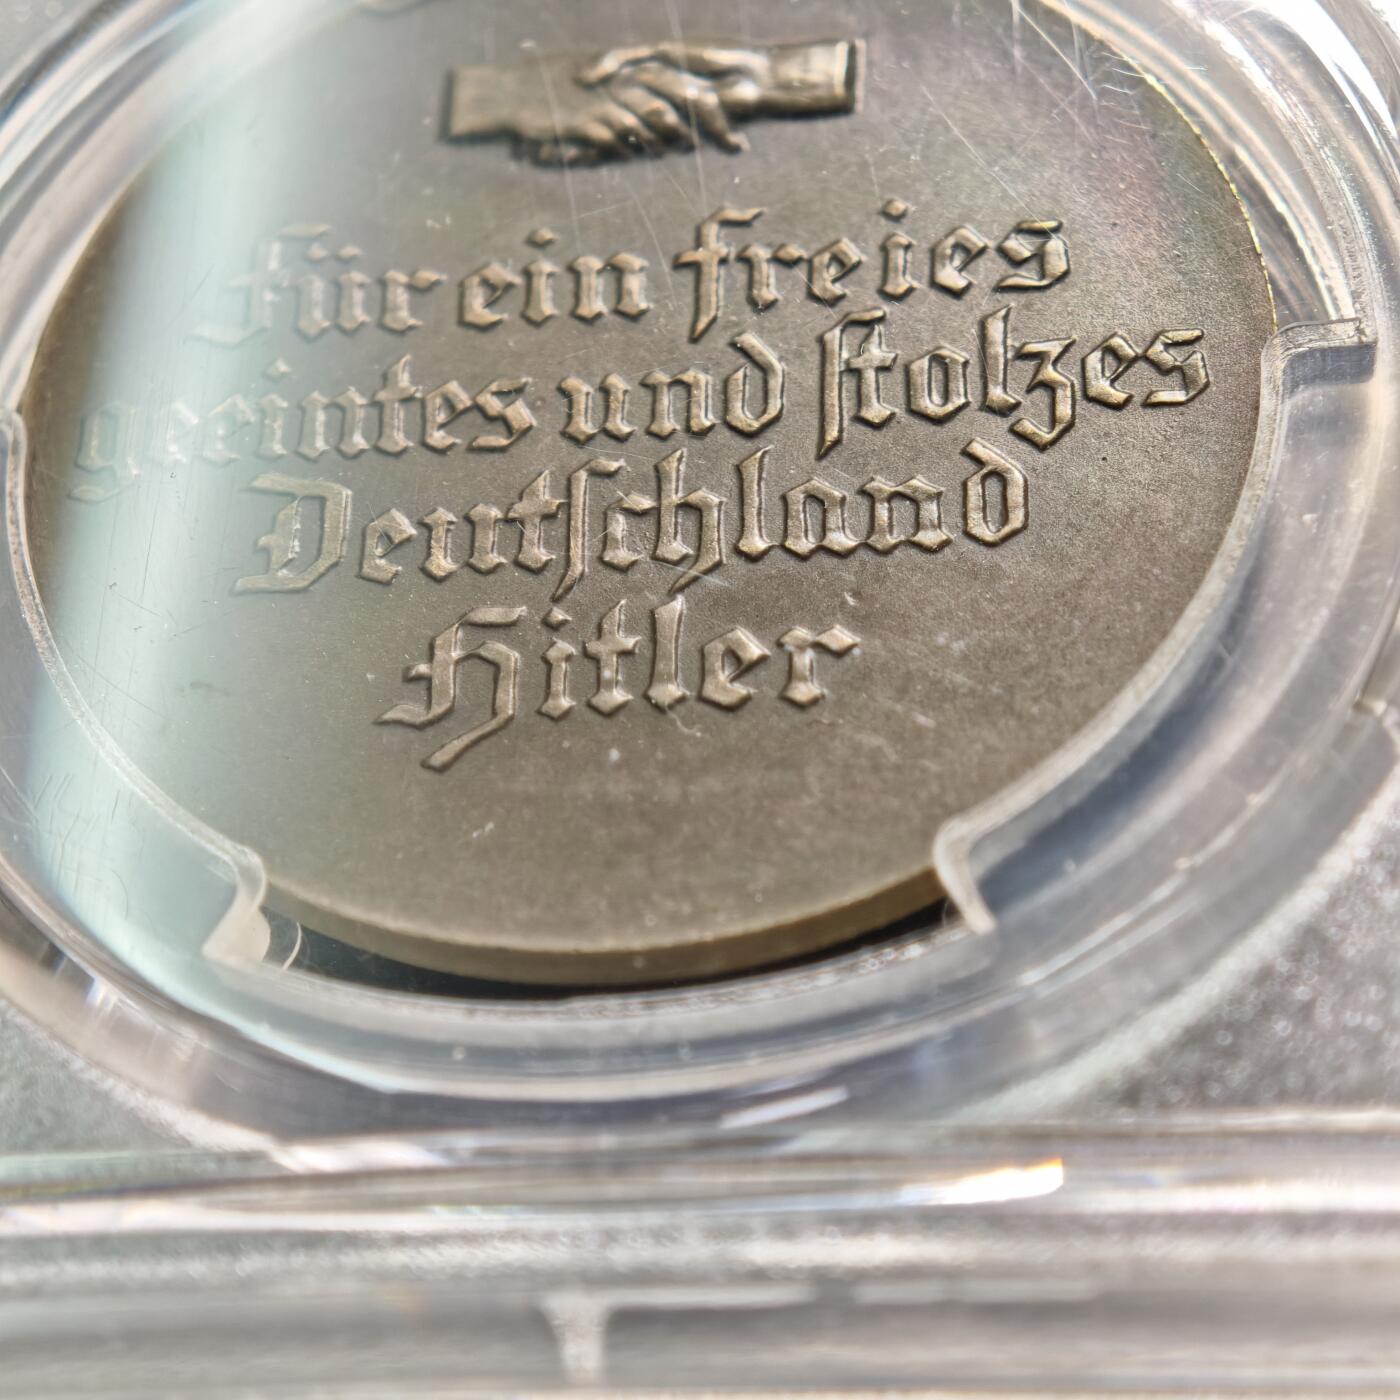 Für ein freies
geeintes und stolzes
Deutschland
Hitler